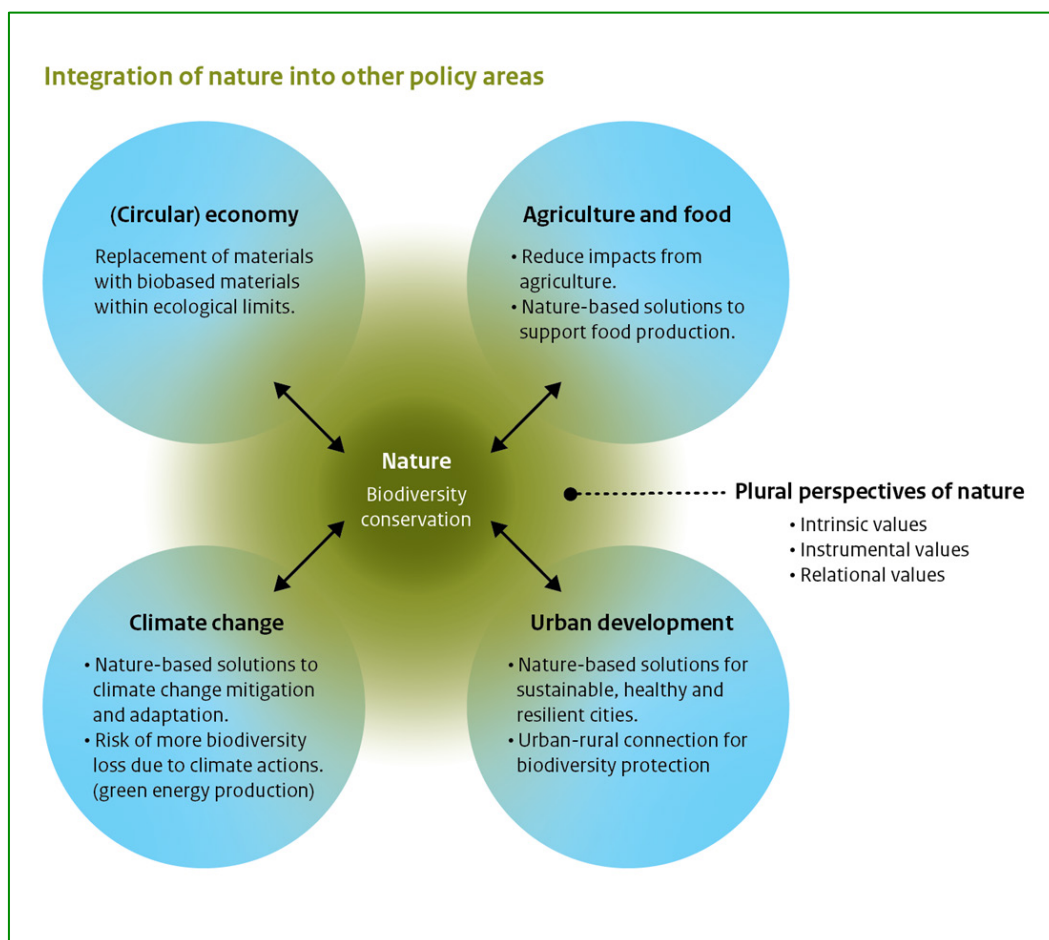 Integration of nature into other policy areas
(Circular) economy
Replacement of materials
with biobased materials
within ecological limits.
Agriculture and food
• Reduce impacts from
agriculture.
• Nature-based solutions to
support food production.
Nature
Biodiversity
conservation
Plural perspectives of nature
• Intrinsic values
• Instrumental values
• Relational values
Climate change
• Nature-based solutions to
climate change mitigation
and adaptation.
• Risk of more biodiversity
loss due to climate actions.
(green energy production)
Urban development
• Nature-based solutions for
sustainable, healthy and
resilient cities.
• Urban-rural connection for
biodiversity protection